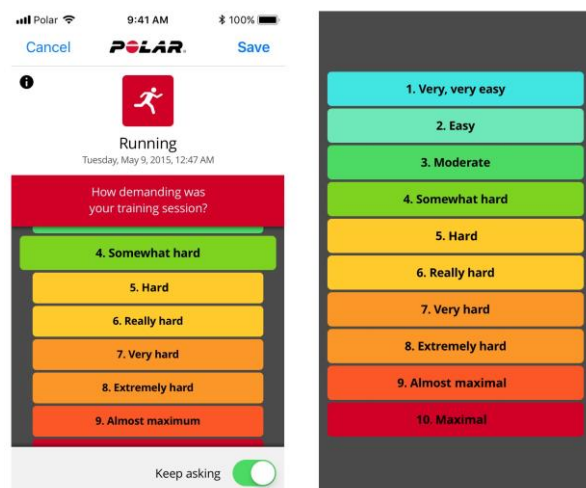 Polar
9:41 AM
100%
Cancel
POLAR.
Save
Running
Tuesday, May 9, 2015, 12:47 AM
How demanding was
your training session?
4. Somewhat hard
5. Hard
6. Really hard
7. Very hard
8. Extremely hard
9. Almost maximum
Keep asking
1. Very, very easy
2. Easy
3. Moderate
4. Somewhat hard
5. Hard
6. Really hard
7. Very hard
8. Extremely hard
9. Almost maximal
10. Maximal